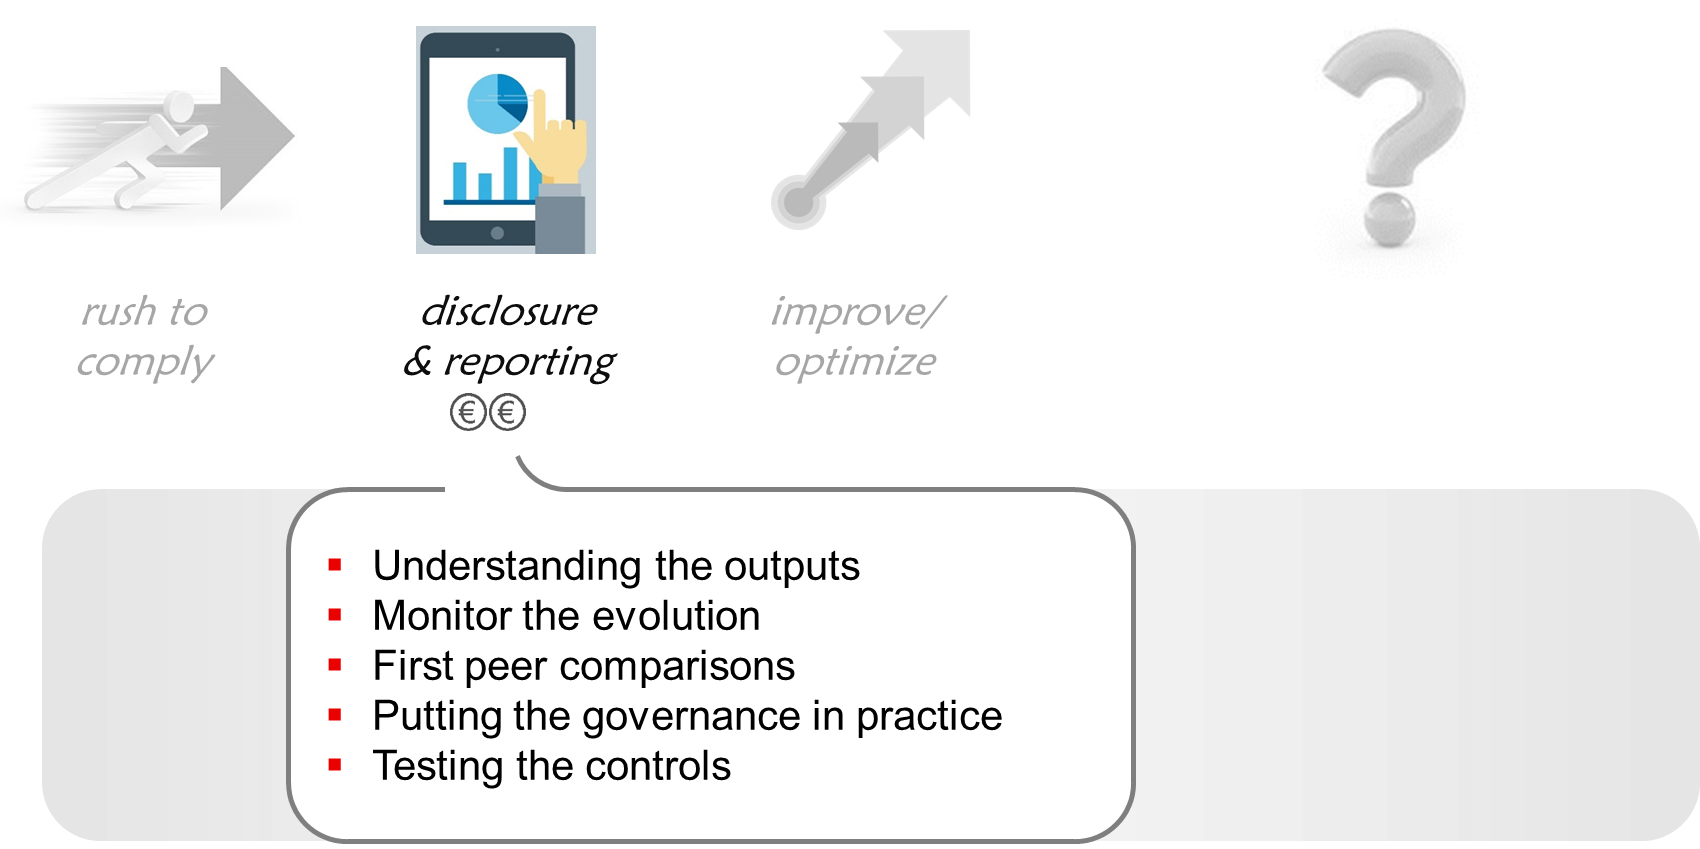 rush to
comply
disclosure
& reporting
€€
improve/
optimize
?
▪ Understanding the outputs
▪ Monitor the evolution
▪ First peer comparisons
▪ Putting the governance in practice
▪ Testing the controls